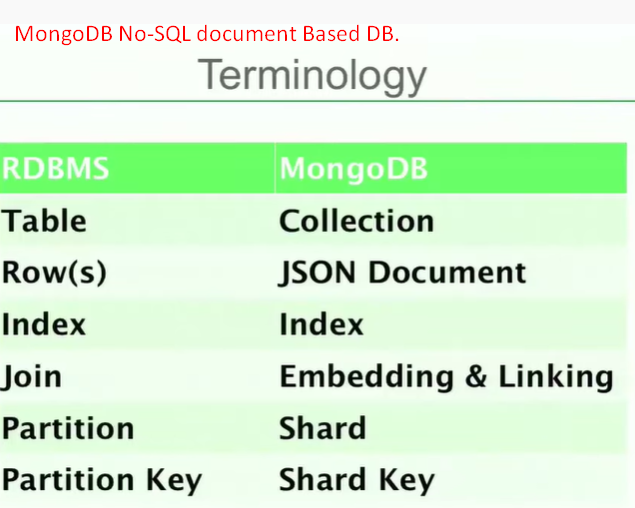 MongoDB No-SQL document Based DB.
Terminology
RDBMS MongoDB
Table Collection
Row(s) JSON Document
Index Index
Join Embedding & Linking
Partition Shard
Partition Key Shard Key